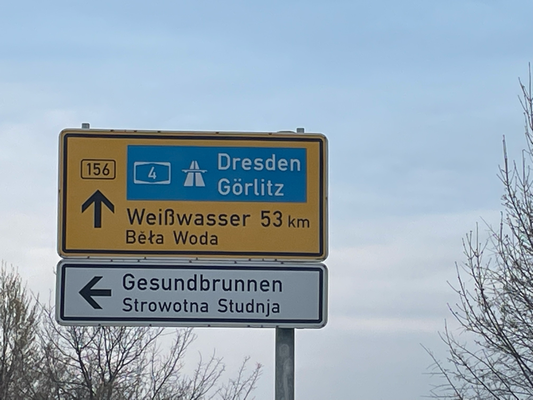 156
4
Dresden
Görlitz
Weißwasser 53 km
Běła Woda
Gesundbrunnen
Strowotna Studnja